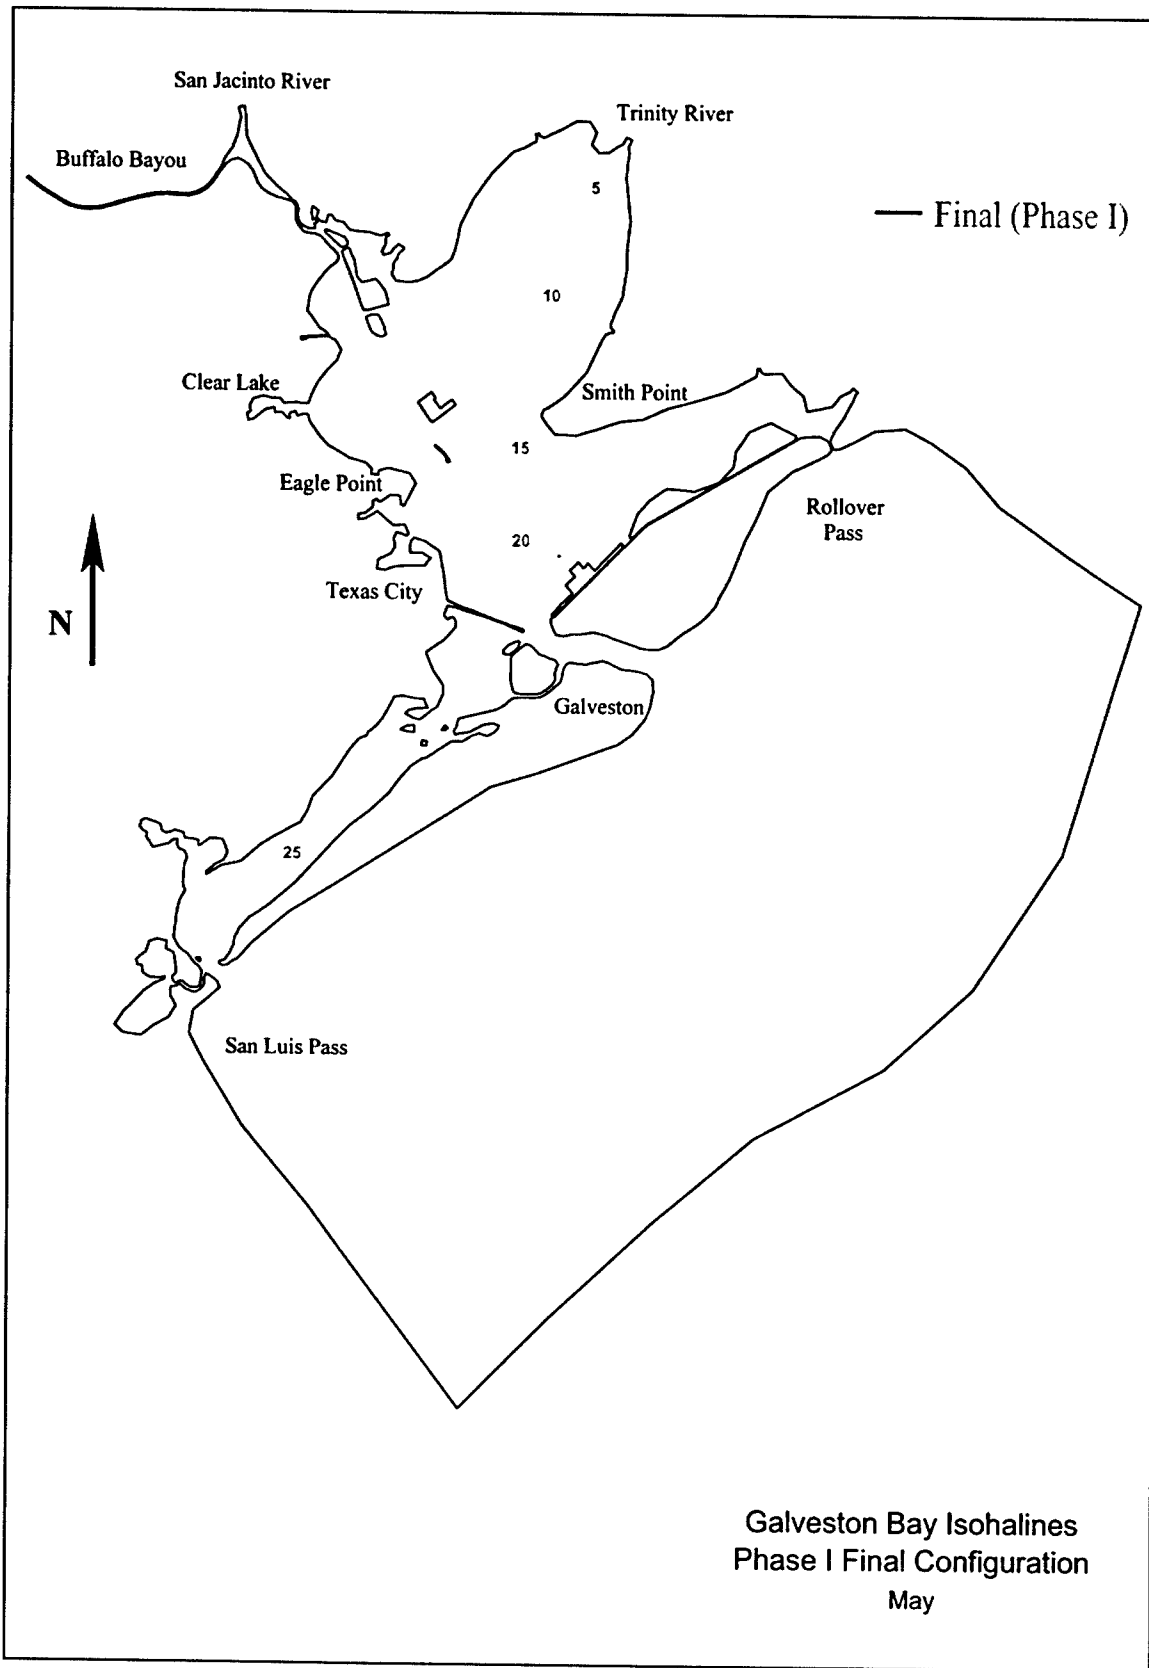 San Jacinto River
Trinity River
Buffalo Bayou
5
Final (Phase I)
10
Clear Lake
Smith Point
15
Eagle Point
Rollover
Pass
20
Texas City
N
Galveston
25
San Luis Pass
Galveston Bay Isohalines
Phase I Final Configuration
May